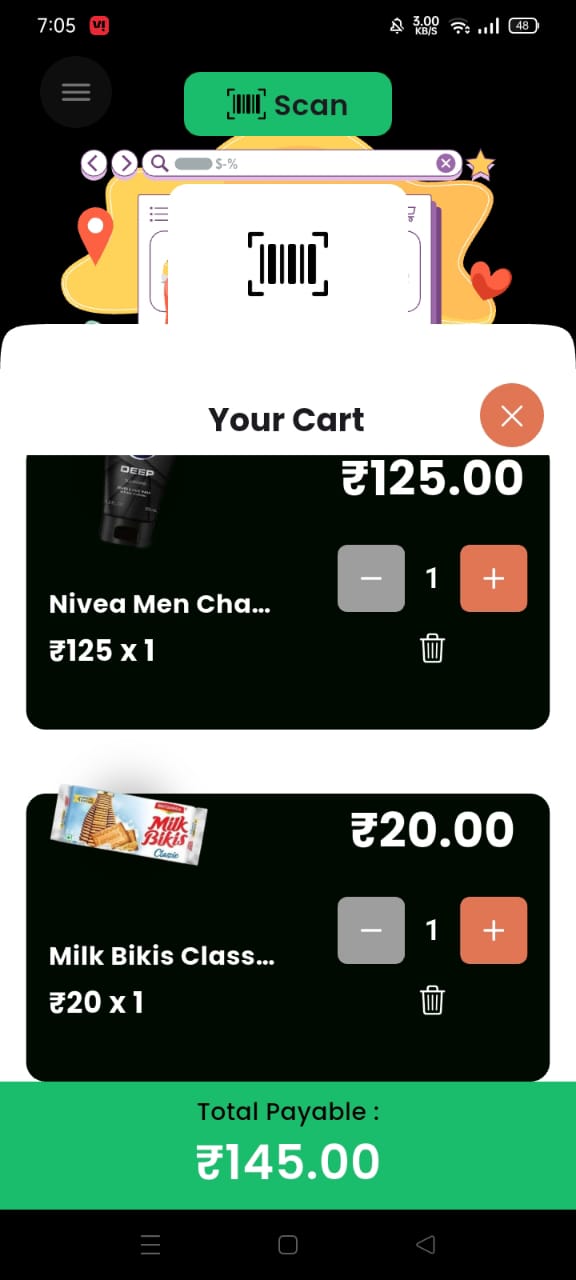 7:05
3.00
KB/S
48
Scan
$-%
Your Cart
DEEP
₹125.00
1
Nivea Men Cha...
₹125 x 1
Milk
Bikis
Classic
₹20.00
1
Milk Bikis Class...
₹20 x 1
Total Payable :
₹145.00